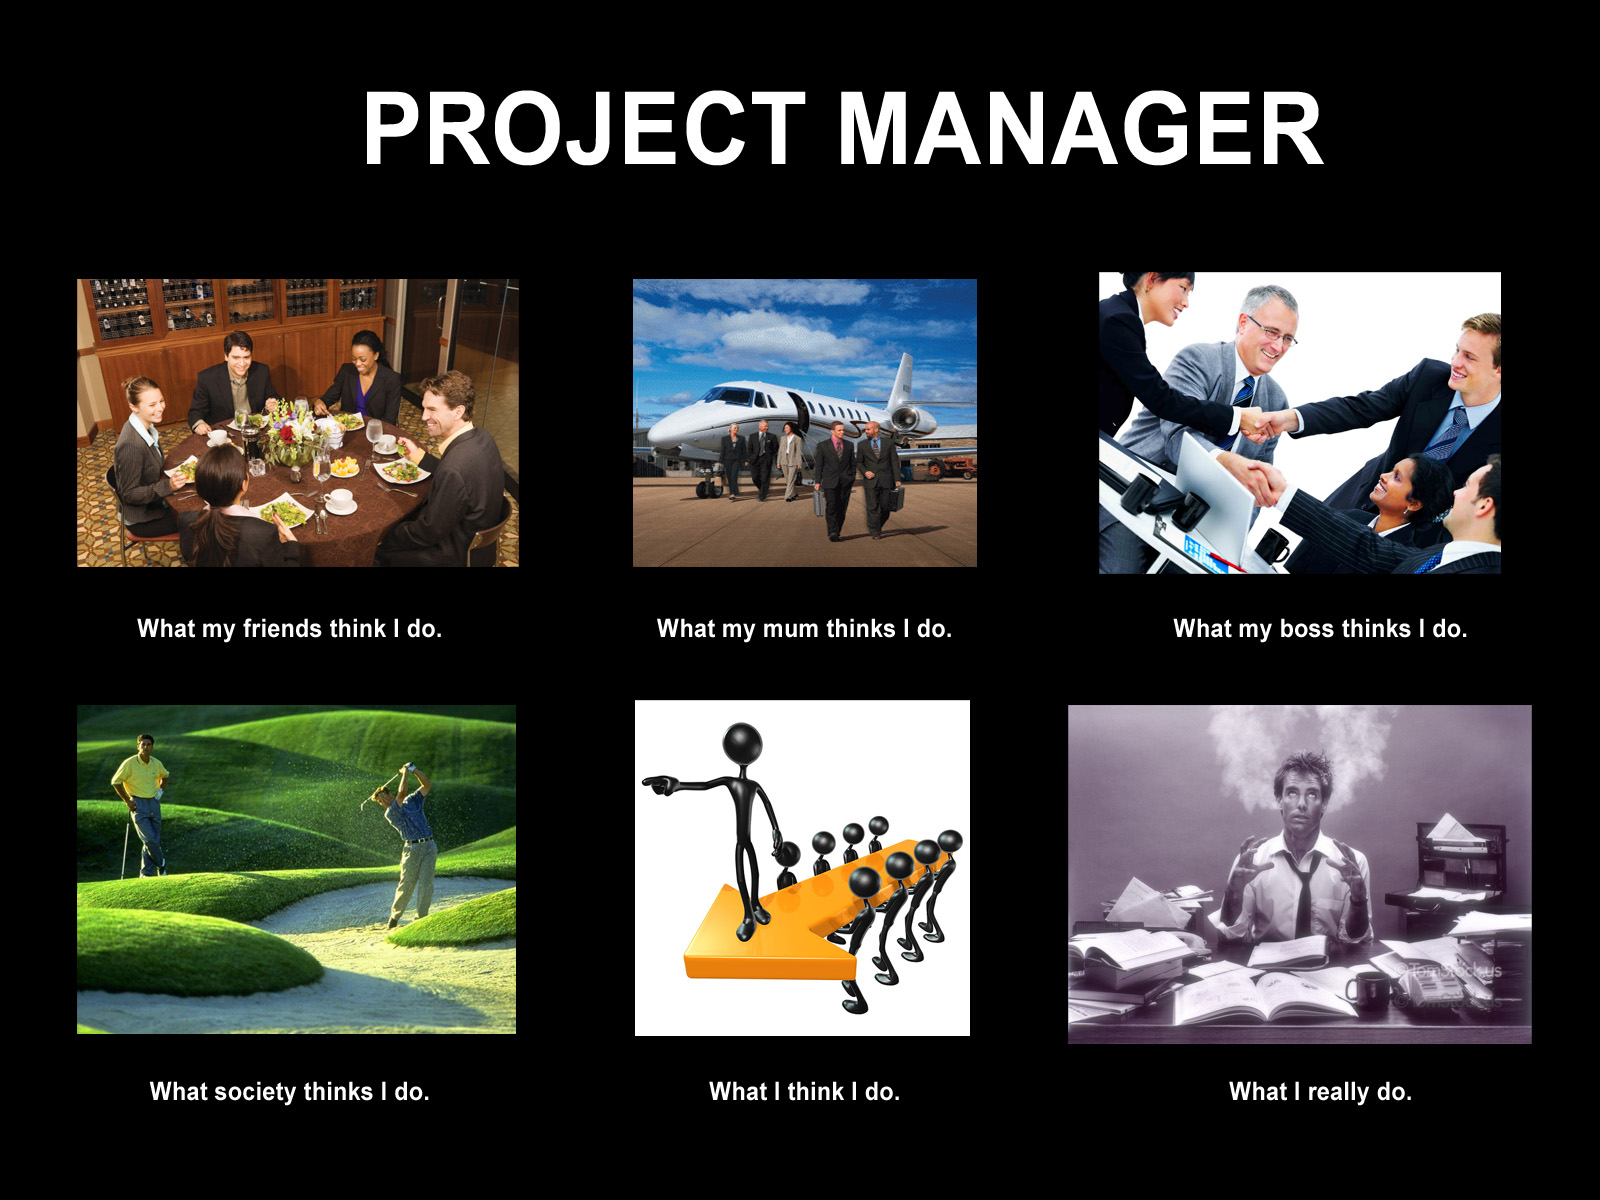 PROJECT MANAGER
What my friends think I do.
What my mum thinks I do.
What my boss thinks I do.
What society thinks I do.
What I think I do.
What I really do.